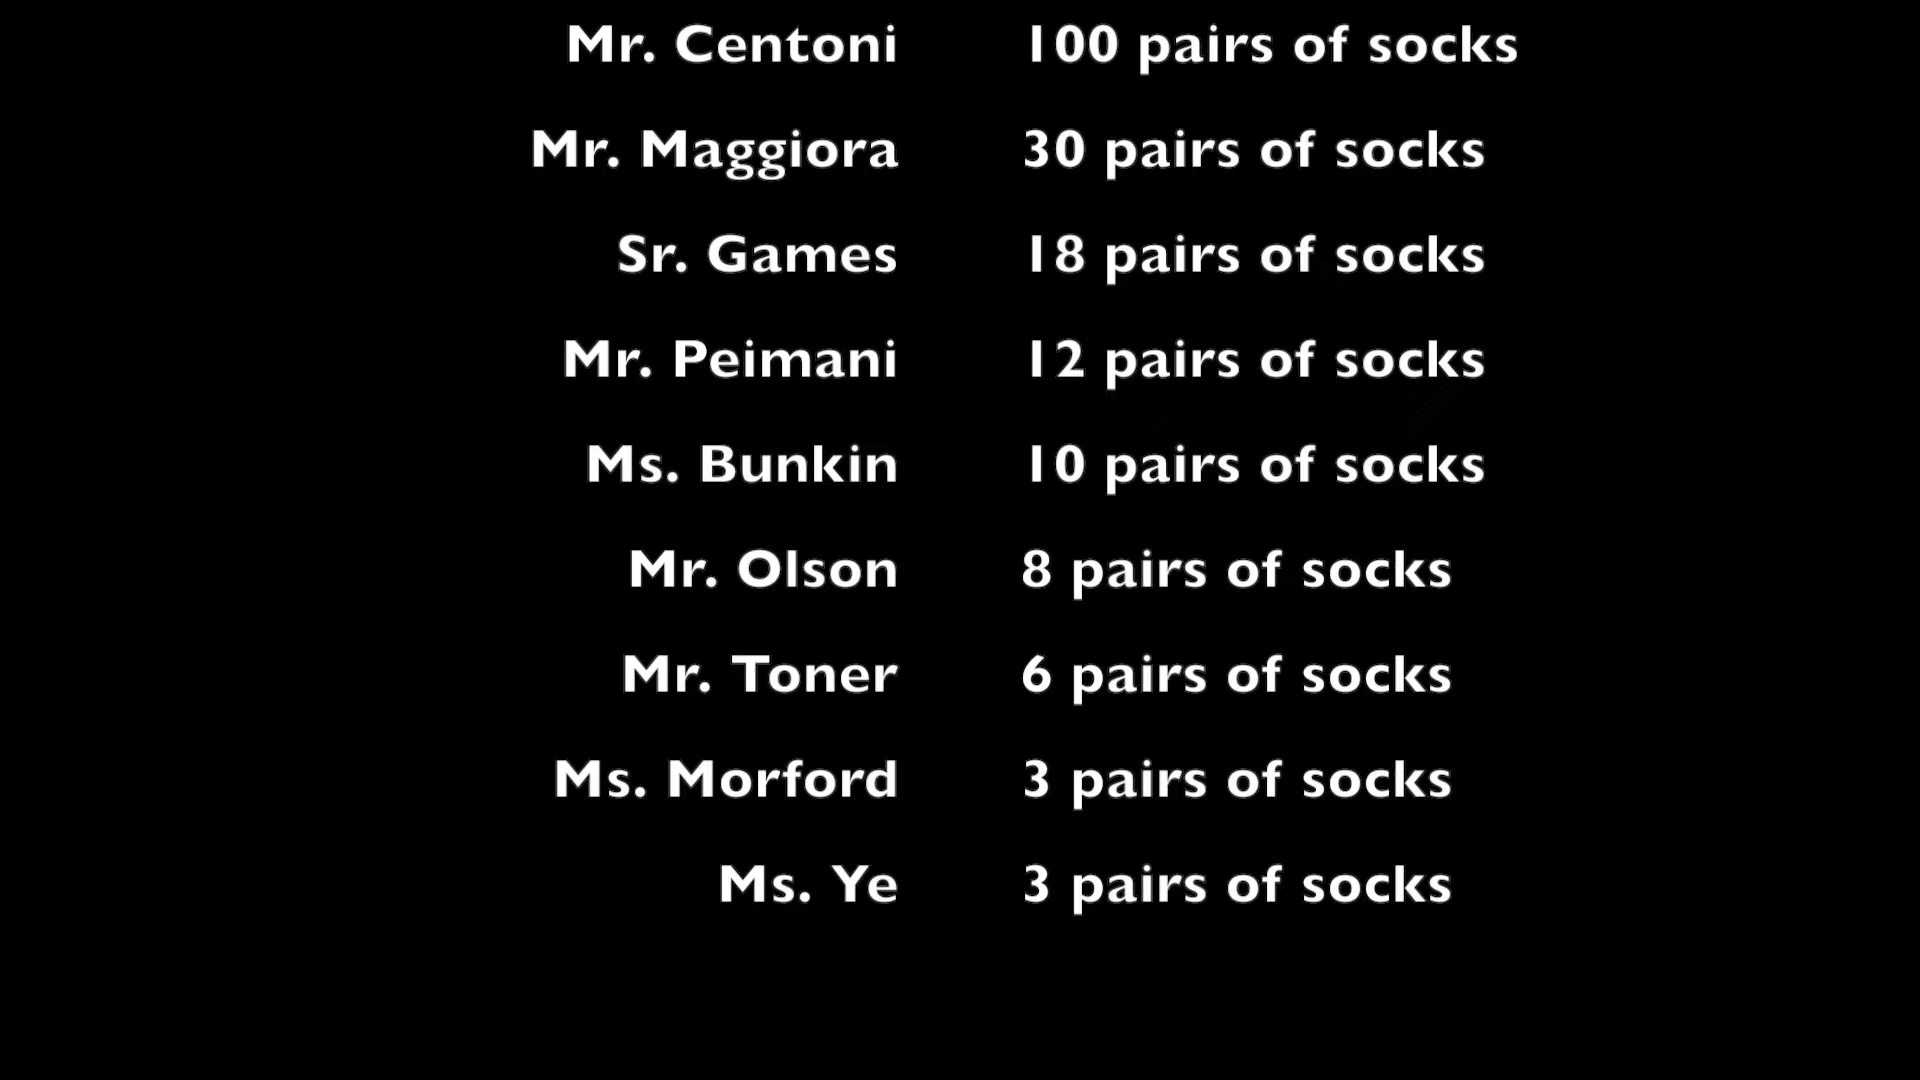 Mr. Centoni 100 pairs of socks
Mr. Maggiora 30 pairs of socks
Sr. Games 18 pairs of socks
Mr. Peimani 12 pairs of socks
Ms. Bunkin 10 pairs of socks
Mr. Olson 8 pairs of socks
Mr. Toner 6 pairs of socks
Ms. Morford 3 pairs of socks
Ms. Ye 3 pairs of socks